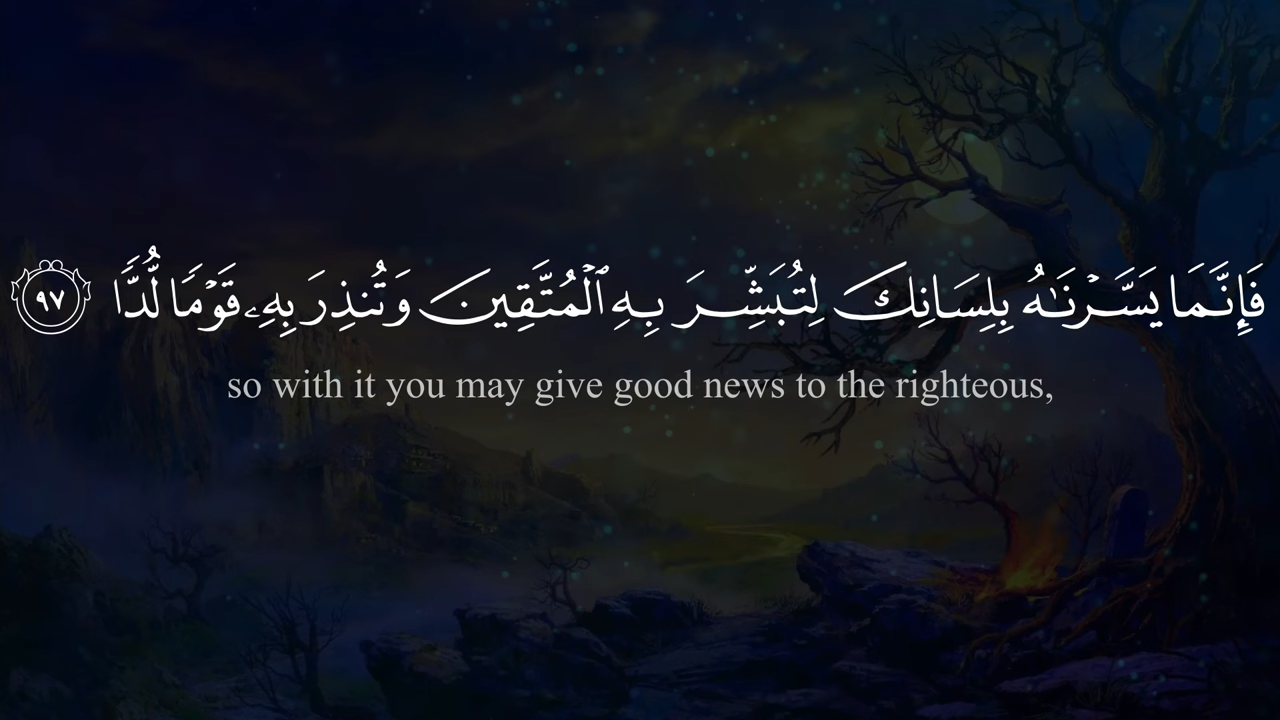 فَإِنَّمَا يَسَّرْنَٰهُ بِلِسَانِكَ لِتُبَشِّرَ بِهِ ٱلْمُتَّقِينَ وَتُنذِرَ بِهِۦ قَوْمًا لُّدًّا ٩٧
so with it you may give good news to the righteous,